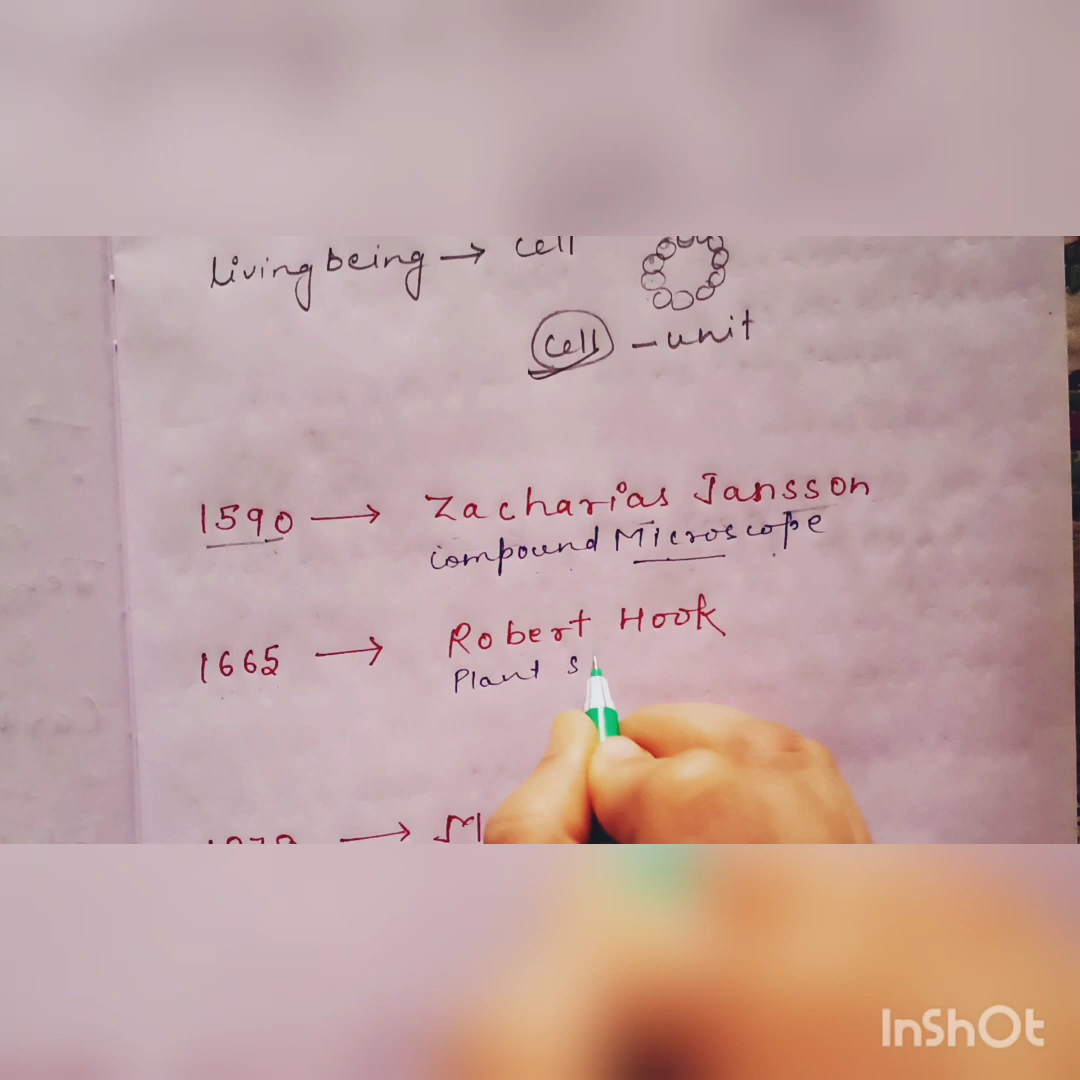 Living being → cell
cell - unit
1590 → Zacharias Jansson
compound Microscope
1665 → Robert Hook
Plant s
→ M
InShOt